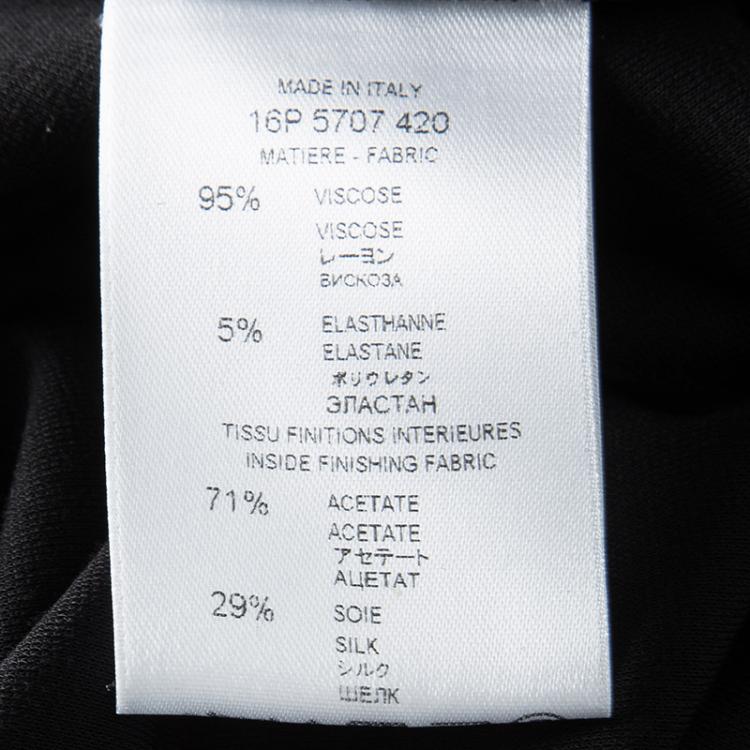 MADE IN ITALY
16P 5707 420
MATIERE - FABRIC
95% VISCOSE
VISCOSE
レーヨン
ВИСКОЗА
5% ELASTHANNE
ELASTANE
ポリウレタン
ЭЛАСТАН
TISSU FINITIONS INTERIEURES
INSIDE FINISHING FABRIC
71% ACETATE
ACETATE
アセテート
АЦЕТАТ
29% SOIE
SILK
シルク
ШЕЛК